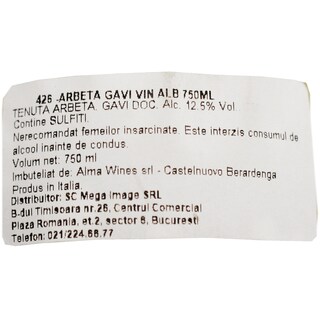 426 .ARBETA GAVI VIN ALB 750ML
TENUTA ARBETA. GAVI DOC. Alc. 12.5% Vol.
Contine SULFITI.
Nerecomandat femeilor insarcinate. Este interzis consumul de
alcool inainte de condus.
Volum net: 750 ml
Imbuteliat de: Alma Wines srl - Castelnuovo Berardenga
Produs in Italia.
Distribuitor: SC Mega Image SRL
B-dul Timisoara nr.26, Centrul Comercial
Plaza Romania, et.2, sector 6, Bucuresti
Telefon: 021/224.66.77